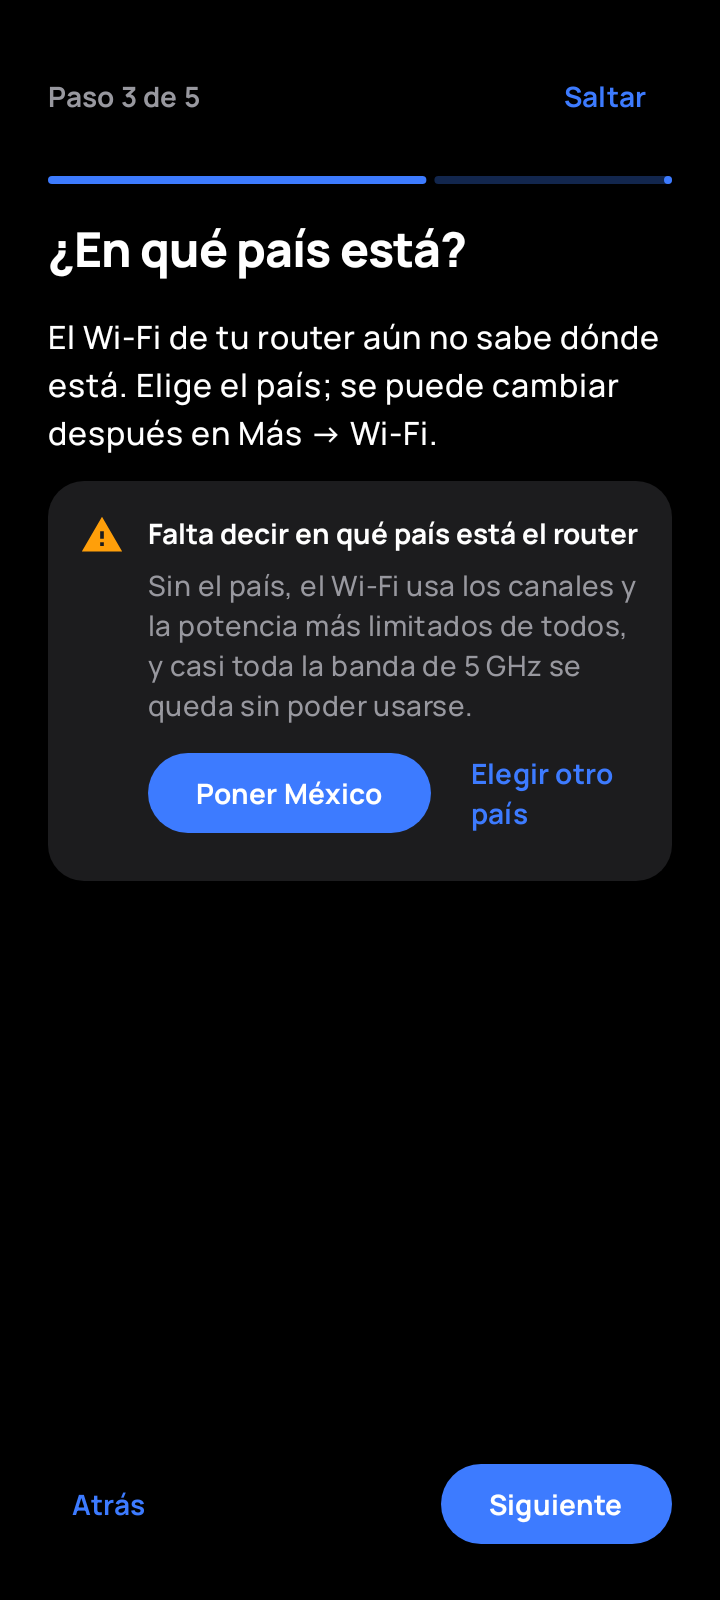 Paso 3 de 5
Saltar
¿En qué país está?
El Wi-Fi de tu router aún no sabe dónde
está. Elige el país; se puede cambiar
después en Más → Wi-Fi.
Falta decir en qué país está el router
Sin el país, el Wi-Fi usa los canales y
la potencia más limitados de todos,
y casi toda la banda de 5 GHz se
queda sin poder usarse.
Poner México
Elegir otro
país
Atrás
Siguiente